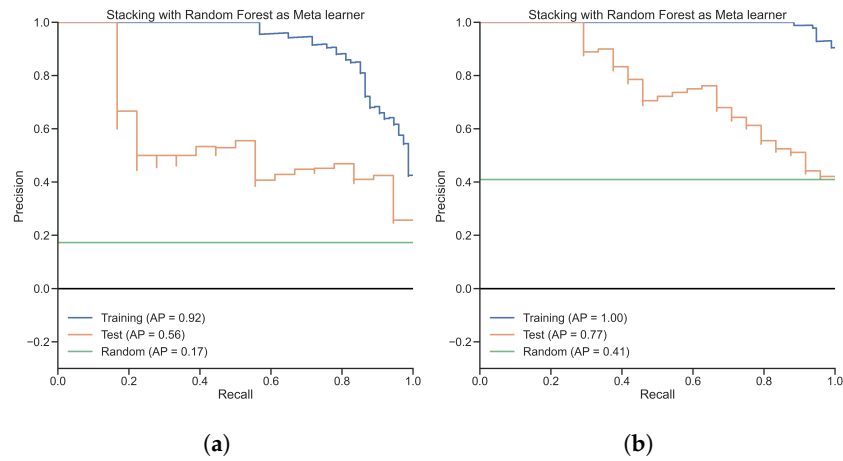 Stacking with Random Forest as Meta learner
1.0
0.8
0.6
0.4
0.2
0.0
−0.2
Precision
Training (AP = 0.92)
Test (AP = 0.56)
Random (AP = 0.17)
0.0 0.2 0.4 0.6 0.8 1.0
Recall
(a)
Stacking with Random Forest as Meta learner
1.0
0.8
0.6
0.4
0.2
0.0
−0.2
Precision
Training (AP = 1.00)
Test (AP = 0.77)
Random (AP = 0.41)
0.0 0.2 0.4 0.6 0.8 1.0
Recall
(b)